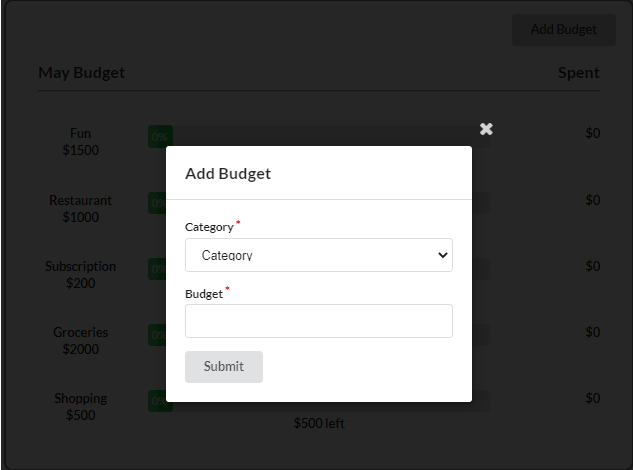 Add Budget
May Budget Spent
Fun 0% $0
$1500
✖
Add Budget
Restaurant 0% $0
$1000
Category *
Category
Subscription 0% $0
$200
Budget *
Groceries 0% $0
$2000
Submit
Shopping 0% $0
$500
$500 left